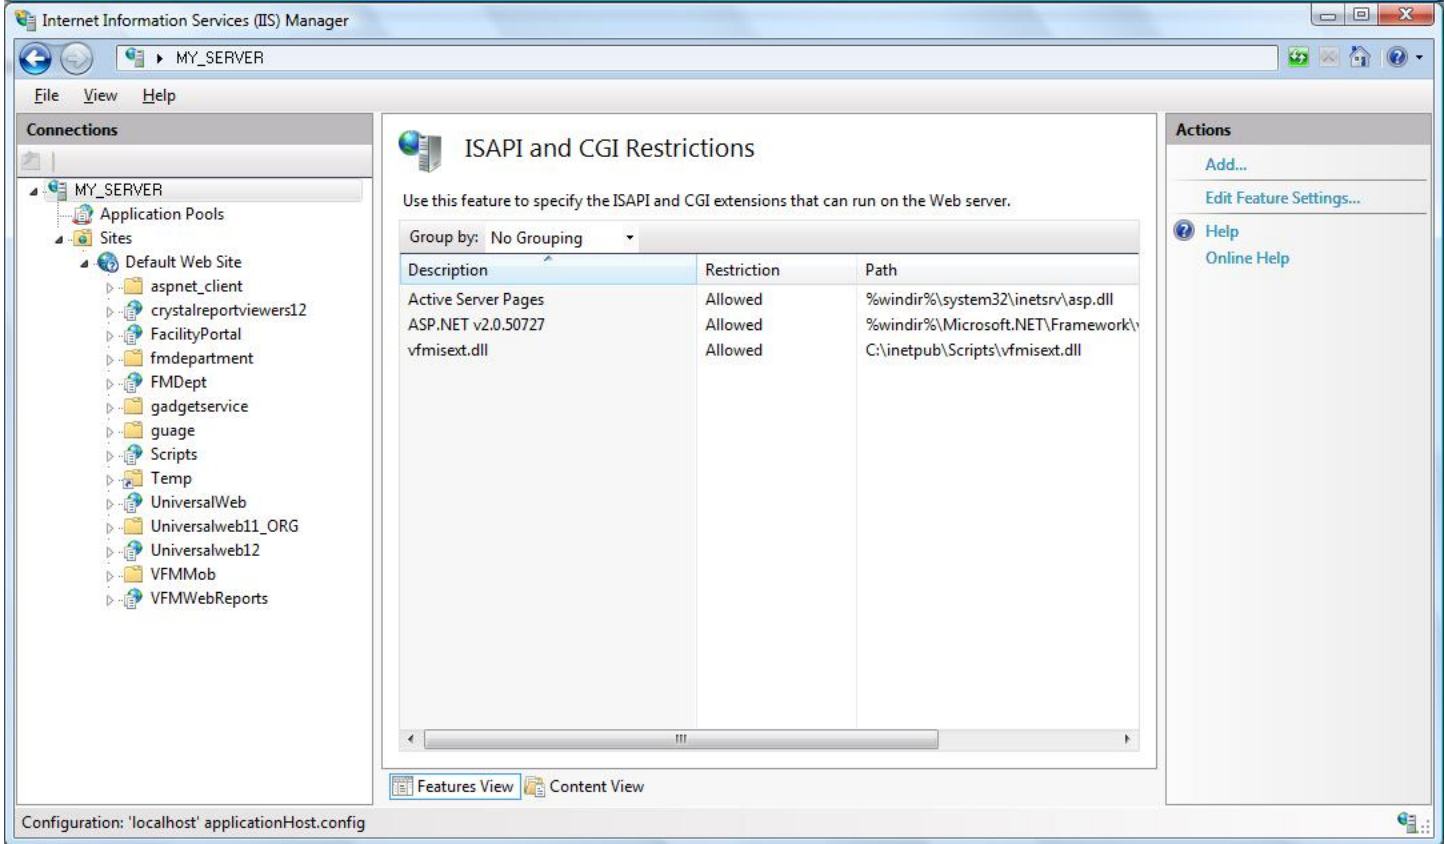 Internet Information Services (IIS) Manager
MY_SERVER
File View Help
Connections
MY_SERVER
Application Pools
Sites
Default Web Site
aspnet_client
crystalreportviewers12
FacilityPortal
fmdepartment
FMDept
gadgetservice
guage
Scripts
Temp
UniversalWeb
Universalweb11_ORG
Universalweb12
VFMMob
VFMWebReports
ISAPI and CGI Restrictions
Use this feature to specify the ISAPI and CGI extensions that can run on the Web server.
Group by: No Grouping
Description Restriction Path
Active Server Pages Allowed %windir%\system32\inetsrv\asp.dll
ASP.NET v2.0.50727 Allowed %windir%\Microsoft.NET\Framework\
vfmisext.dll Allowed C:\inetpub\Scripts\vfmisext.dll
Features View Content View
Actions
Add...
Edit Feature Settings...
Help
Online Help
Configuration: 'localhost' applicationHost.config